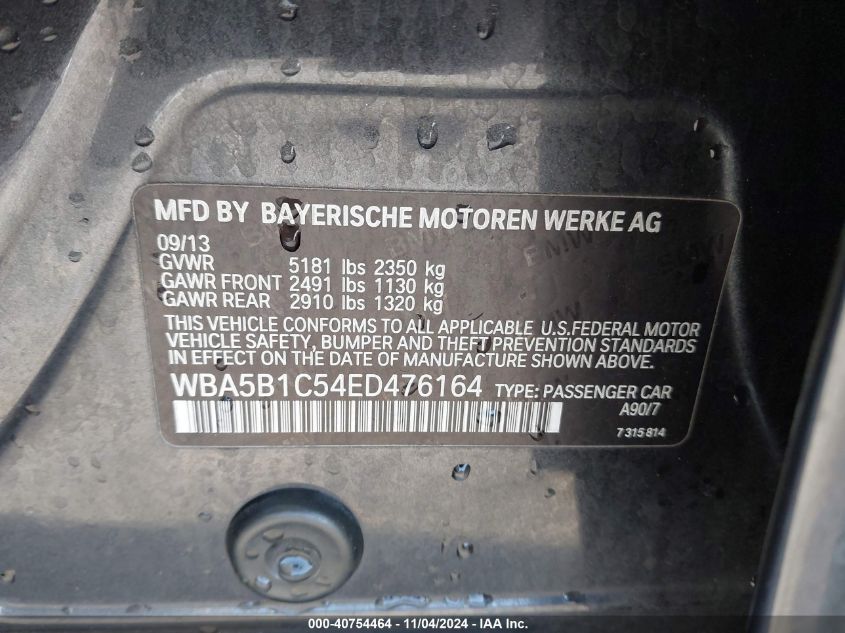 MFD BY BAYERISCHE MOTOREN WERKE AG
09/13
GVWR 5181 lbs 2350 kg
GAWR FRONT 2491 lbs 1130 kg
GAWR REAR 2910 lbs 1320 kg
THIS VEHICLE CONFORMS TO ALL APPLICABLE U.S.FEDERAL MOTOR
VEHICLE SAFETY, BUMPER AND THEFT PREVENTION STANDARDS
IN EFFECT ON THE DATE OF MANUFACTURE SHOWN ABOVE.
WBA5B1C54ED476164 TYPE: PASSENGER CAR
A90/7
7 315 814
000-40754464 - 11/04/2024 - IAA Inc.